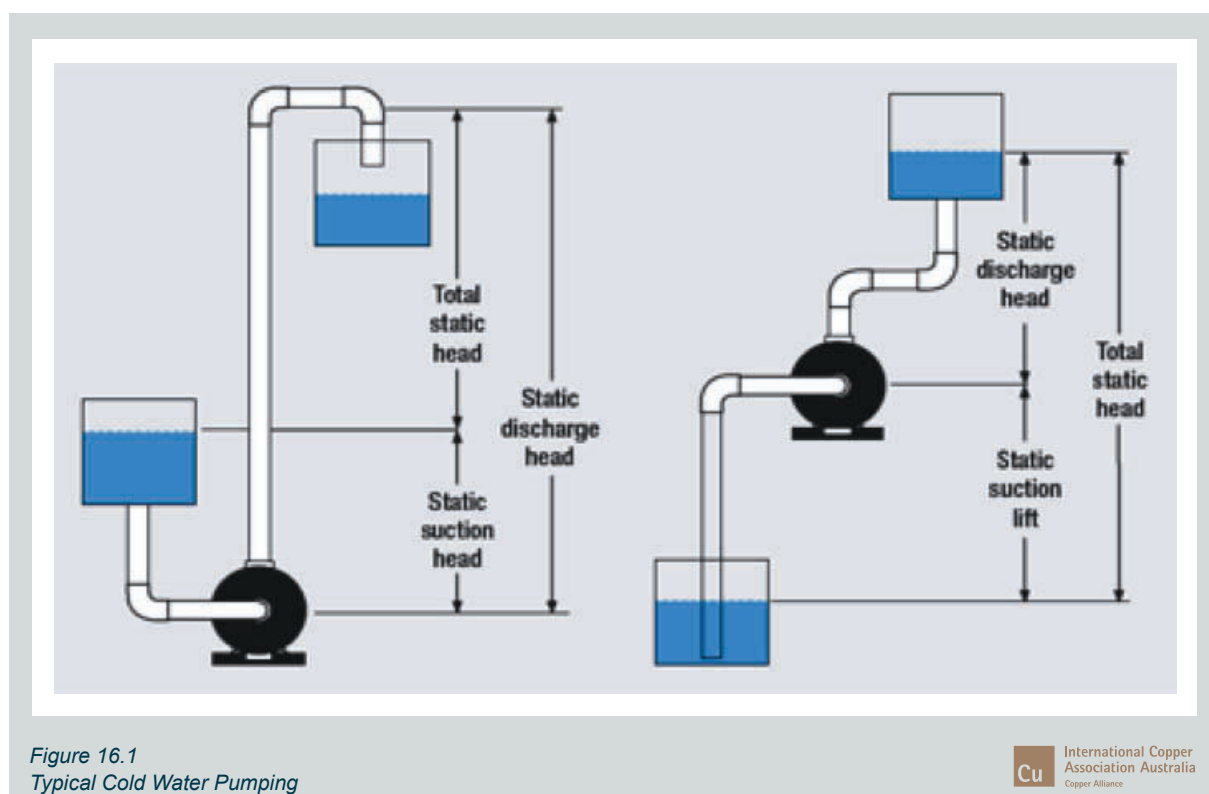 Total
static
head
Static
discharge
head
Static
suction
head
Static
discharge
head
Total
static
head
Static
suction
lift
Figure 16.1
Typical Cold Water Pumping
Cu
International Copper
Association Australia
Copper Alliance